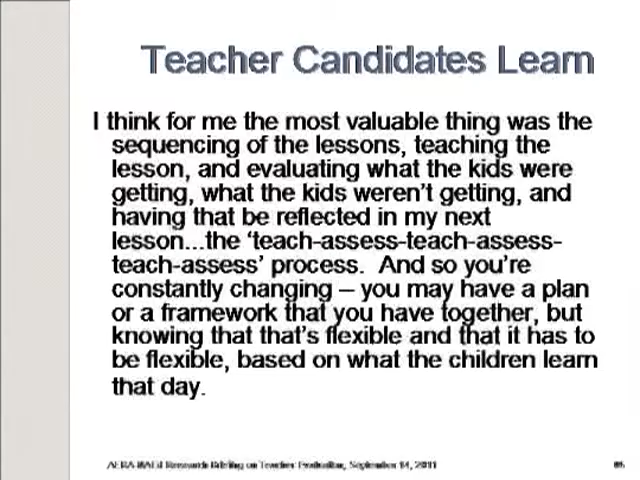 Teacher Candidates Learn
I think for me the most valuable thing was the
sequencing of the lessons, teaching the
lesson, and evaluating what the kids were
getting, what the kids weren't getting, and
having that be reflected in my next
lesson...the 'teach-assess-teach-assess-
teach-assess' process.  And so you're
constantly changing – you may have a plan
or a framework that you have together, but
knowing that that's flexible and that it has to
be flexible, based on what the children learn
that day.
Research Briefing on Teacher Evaluation, September 14, 2011